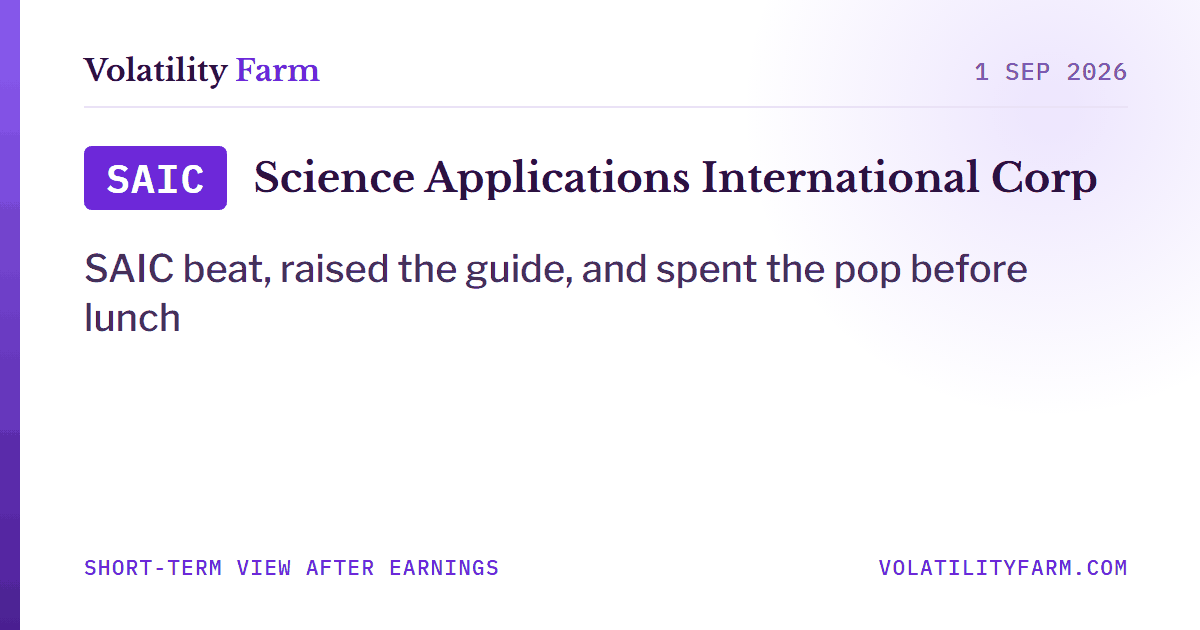 Volatility Farm
1 SEP 2026
SAIC
Science Applications International Corp
SAIC beat, raised the guide, and spent the pop before
lunch
SHORT-TERM VIEW AFTER EARNINGS
VOLATILITYFARM.COM